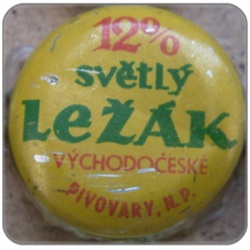 12%
světlý
LeŽÁK
VÝCHODOČESKÉ
PIVOVARY, N.P.